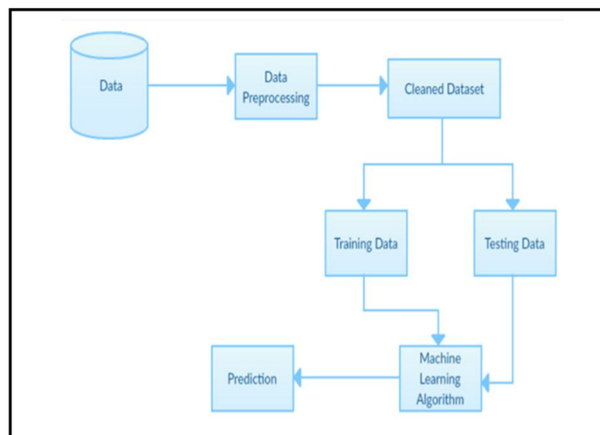 Data
Data
Preprocessing
Cleaned Dataset
Training Data
Testing Data
Prediction
Machine
Learning
Algorithm